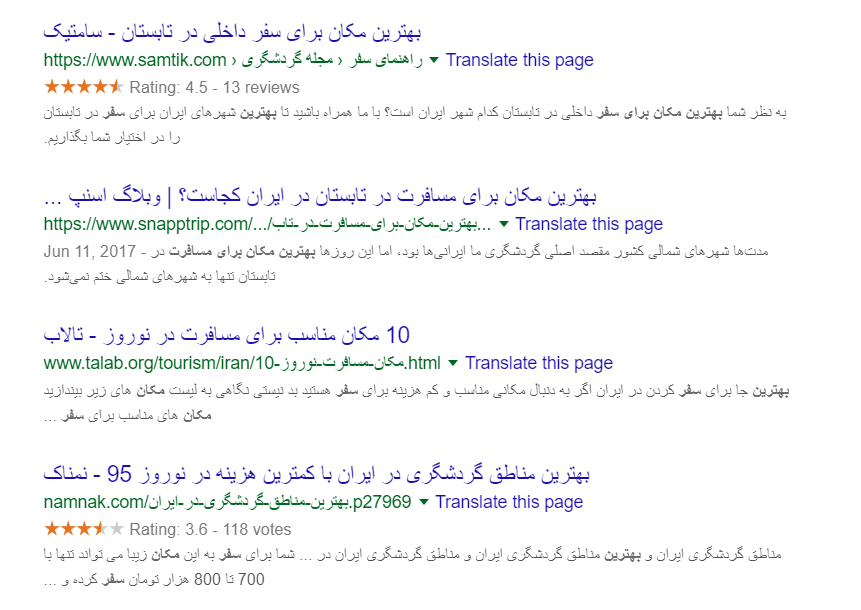 بهترین مکان برای سفر داخلی در تابستان - سامتیک
https://www.samtik.com › راهنمای سفر › مجله گردشگری ▼ Translate this page
Rating: 4.5 - 13 reviews
به نظر شما بهترین مکان برای سفر داخلی در تابستان کدام شهر ایران است؟ با ما همراه باشید تا بهترین شهرهای ایران برای سفر در تابستان
را در اختیار شما بگذاریم.
بهترین مکان برای مسافرت در تابستان در ایران کجاست؟ | وبلاگ اسنپ ...
https://www.snapptrip.com/.../بهترین-مکان-برای-مسافرت-در-تاب... ▼ Translate this page
Jun 11, 2017 - مدت‌ها شهرهای شمالی کشور مقصد اصلی گردشگری ما ایرانی‌ها بود، اما این روزها بهترین مکان برای مسافرت در
تابستان تنها به شهرهای شمالی ختم نمی‌شود.
10 مکان مناسب برای مسافرت در نوروز - تالاب
www.talab.org/tourism/iran/10-مکان-مسافرت-نوروز.html ▼ Translate this page
بهترین جا برای سفر کردن در ایران اگر به دنبال مکانی مناسب و کم هزینه برای سفر هستید بد نیستی نگاهی به لیست مکان های زیر بیندازید
مکان های مناسب برای سفر ...
بهترین مناطق گردشگری در ایران با کمترین هزینه در نوروز 95 - نمناک
namnak.com/بهترین-مناطق-گردشگری-در-ایران.p27969 ▼ Translate this page
Rating: 3.6 - 118 votes
مناطق گردشگری ایران و بهترین مناطق گردشگری ایران و مناطق گردشگری ایران در ... شما برای سفر به این مکان زیبا می تواند تنها با
700 تا 800 هزار تومان سفر کرده و ...